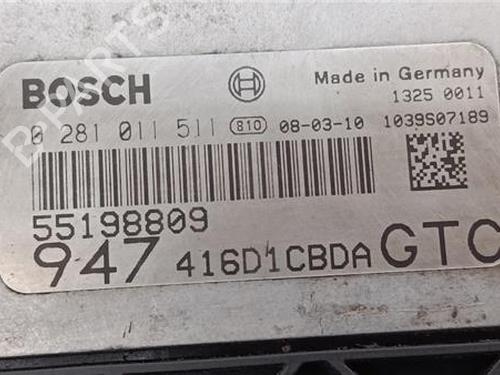 BOSCH
Made in Germany
1325 0011
0 281 011 511 810 08-03-10 1039S07189
55198809
947 416D1CBDA GTC